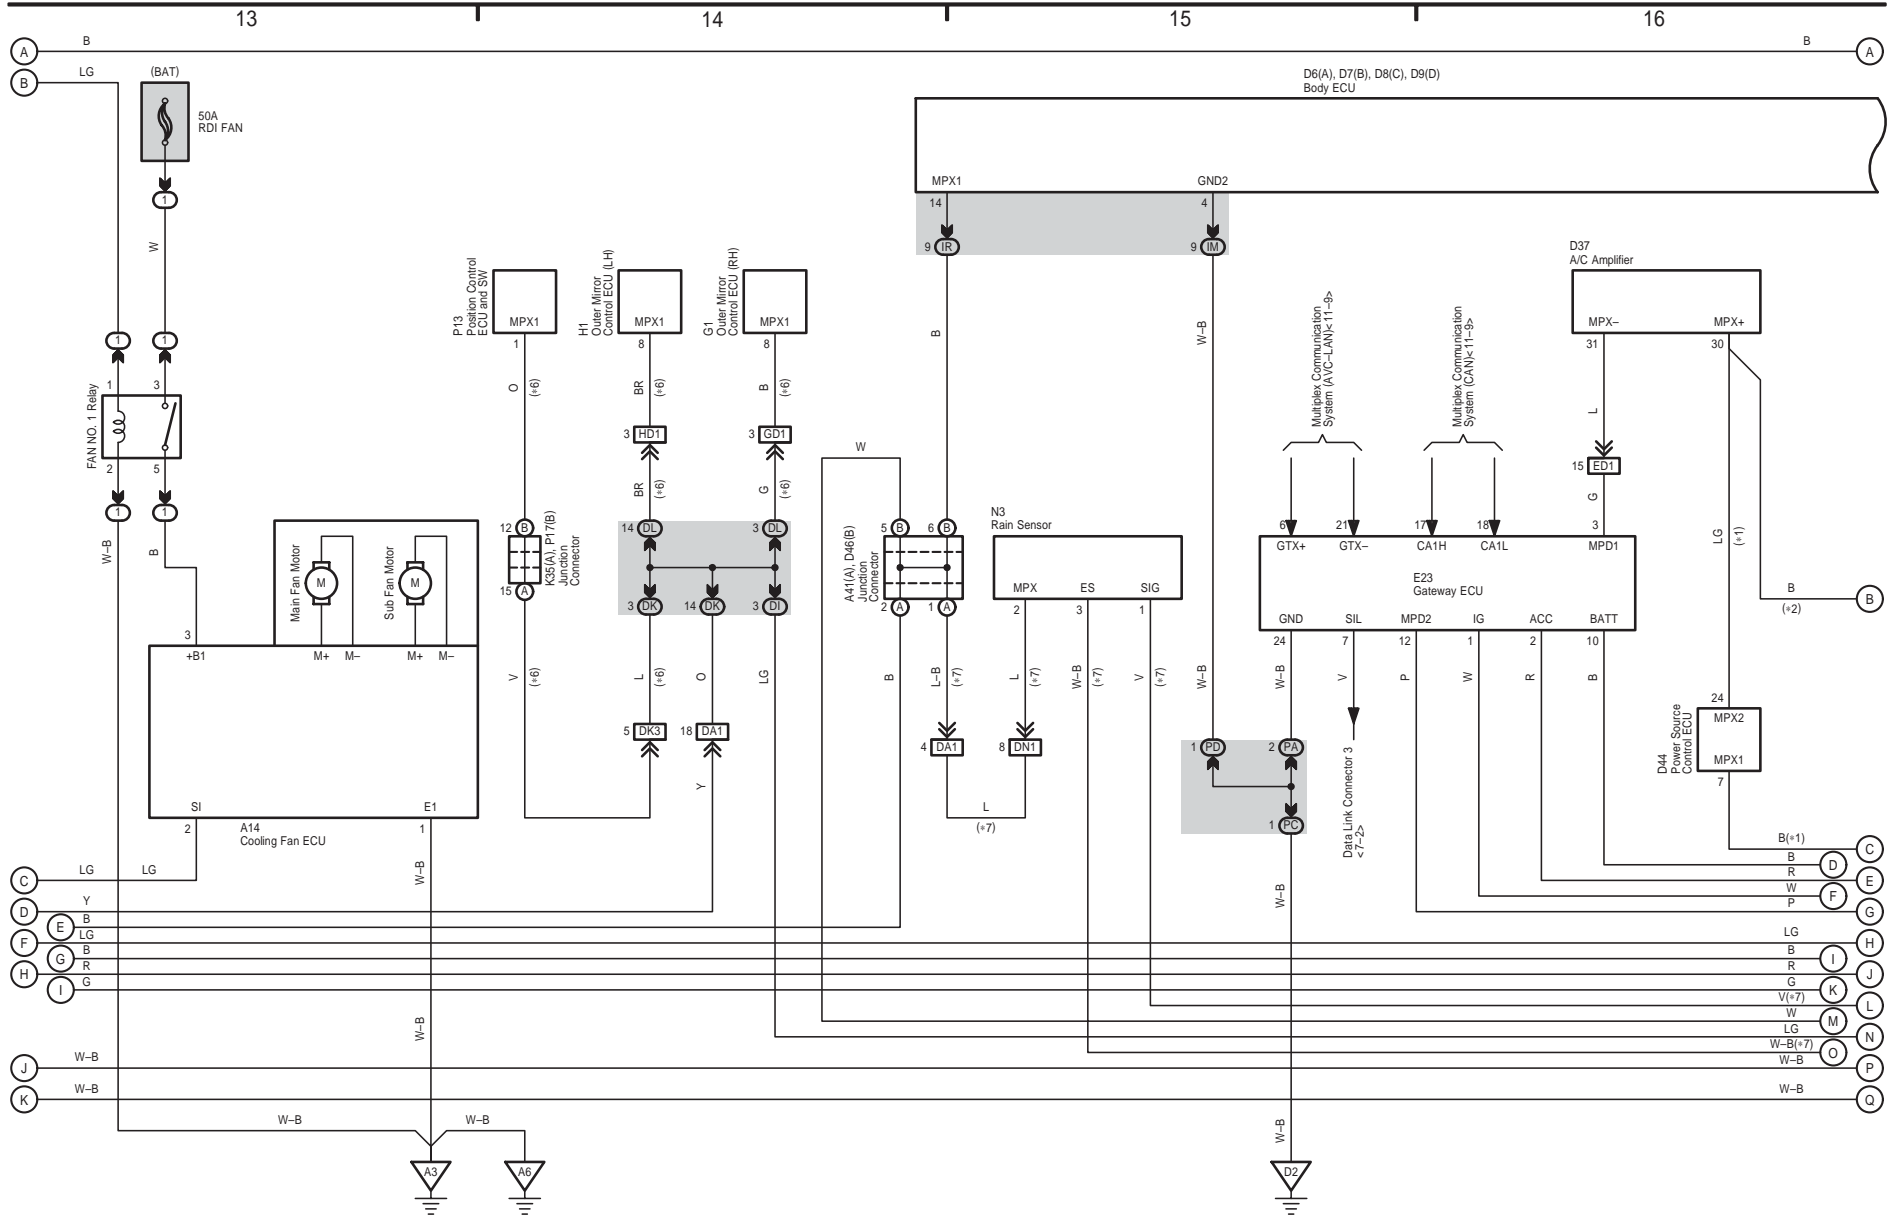 13
14
15
16
A
B
B
A
B
LG
(BAT)
50A
RDI FAN
1
W
1
1
1
3
FAN NO. 1 Relay
2
5
1
1
W–B
B
Main Fan Motor
M
Sub Fan Motor
M
3
+B1
M+
M–
M+
M–
SI
E1
2
A14
Cooling Fan ECU
1
W–B
W–B
P13
Position Control
ECU and SW
MPX1
1
O
(∗6)
12
B
K35(A), P17(B)
Junction
Connector
15
A
V
(∗6)
H1
Outer Mirror
Control ECU (LH)
MPX1
8
BR
(∗6)
3
HD1
BR
(∗6)
14
DL
3
DK
L
(∗6)
5
DK3
G1
Outer Mirror
Control ECU (RH)
MPX1
8
B
(∗6)
3
GD1
G
(∗6)
3
DL
14
DK
3
DI
O
LG
18
DA1
Y
D6(A), D7(B), D8(C), D9(D)
Body ECU
MPX1
GND2
14
4
9
IR
9
IM
B
W–B
W
5
B
6
B
A41(A), D46(B)
Junction
Connector
2
A
1
A
B
L–B
(∗7)
4
DA1
N3
Rain Sensor
MPX
ES
SIG
2
3
1
L
(∗7)
W–B
(∗7)
V
(∗7)
8
DN1
L
(∗7)
W–B
1
PD
2
PA
1
PC
W–B
W–B
W–B
Multiplex Communication
System (AVC–LAN)<11–9>
Multiplex Communication
System (CAN)<11–9>
6
21
17
18
3
GTX+
GTX–
CA1H
CA1L
MPD1
E23
Gateway ECU
GND
SIL
MPD2
IG
ACC
BATT
24
7
12
1
2
10
W–B
V
P
W
R
B
Data Link Connector 3
<7–2>
D37
A/C Amplifier
MPX–
MPX+
31
30
L
15
ED1
G
LG
(∗1)
B
(∗2)
B
24
MPX2
D44
Power Source
Control ECU
MPX1
7
B(∗1)
C
B
D
R
E
W
F
P
G
C
LG
LG
D
Y
E
B
F
LG
LG
H
G
B
B
I
H
R
R
J
I
G
G
K
V(∗7)
L
W
M
LG
N
W–B(∗7)
O
J
W–B
W–B
P
K
W–B
W–B
Q
W–B
W–B
A3
A6
D2